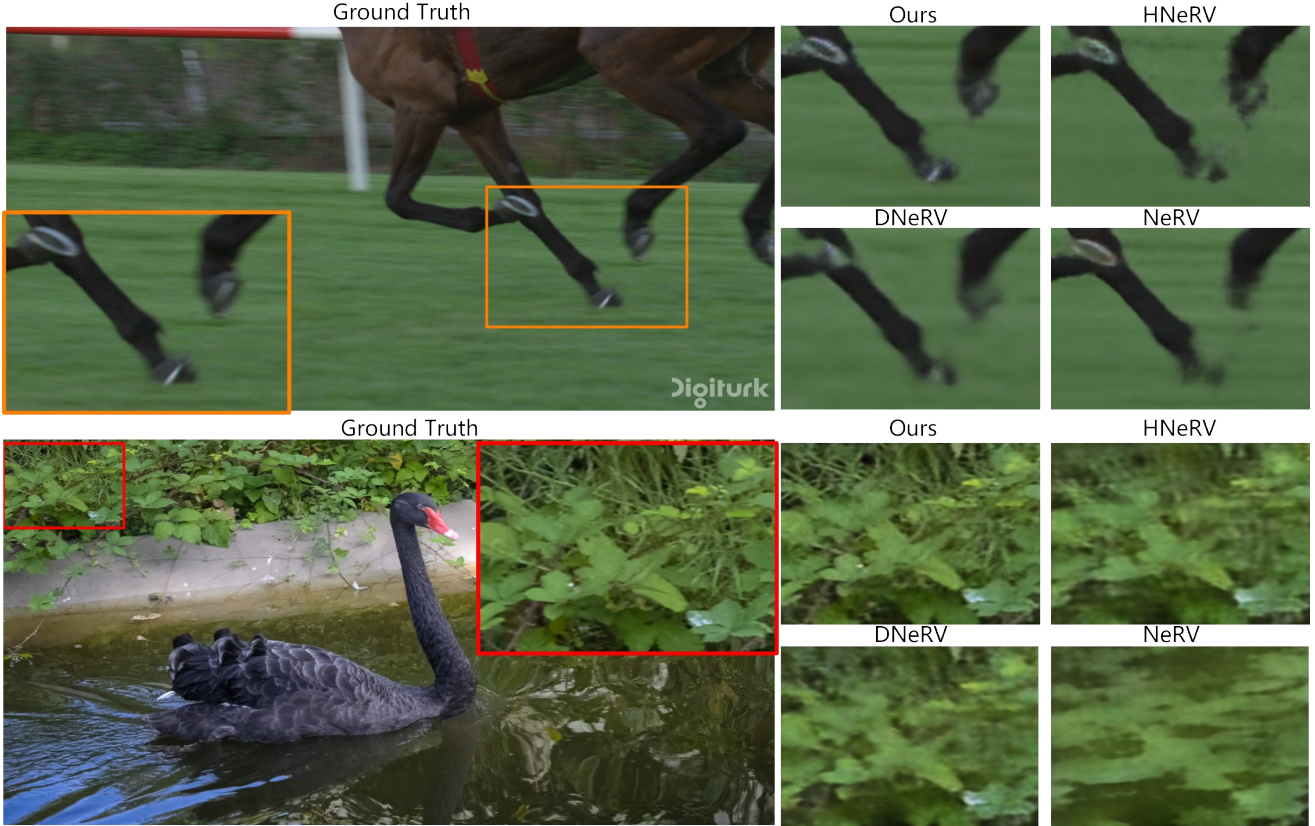 Ground Truth
Ours
HNeRV
DNeRV
NeRV
Digiturk
Ground Truth
Ours
HNeRV
DNeRV
NeRV